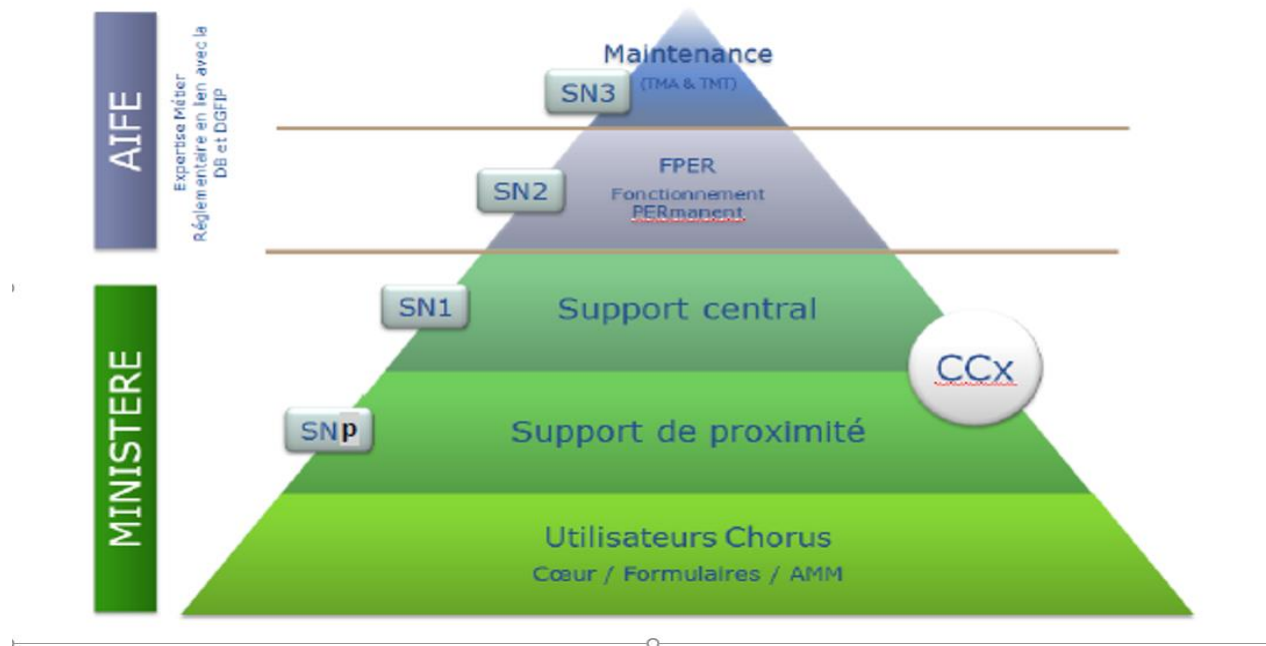 AIFE
Expertise Métier
Réglementaire en lien avec la
DB et DGFIP
Maintenance
(TMA & TMT)
SN3
FPER
Fonctionnement
PERmanent
SN2
SN1
Support central
CCx
MINISTERE
SNp
Support de proximité
Utilisateurs Chorus
Cœur / Formulaires / AMM